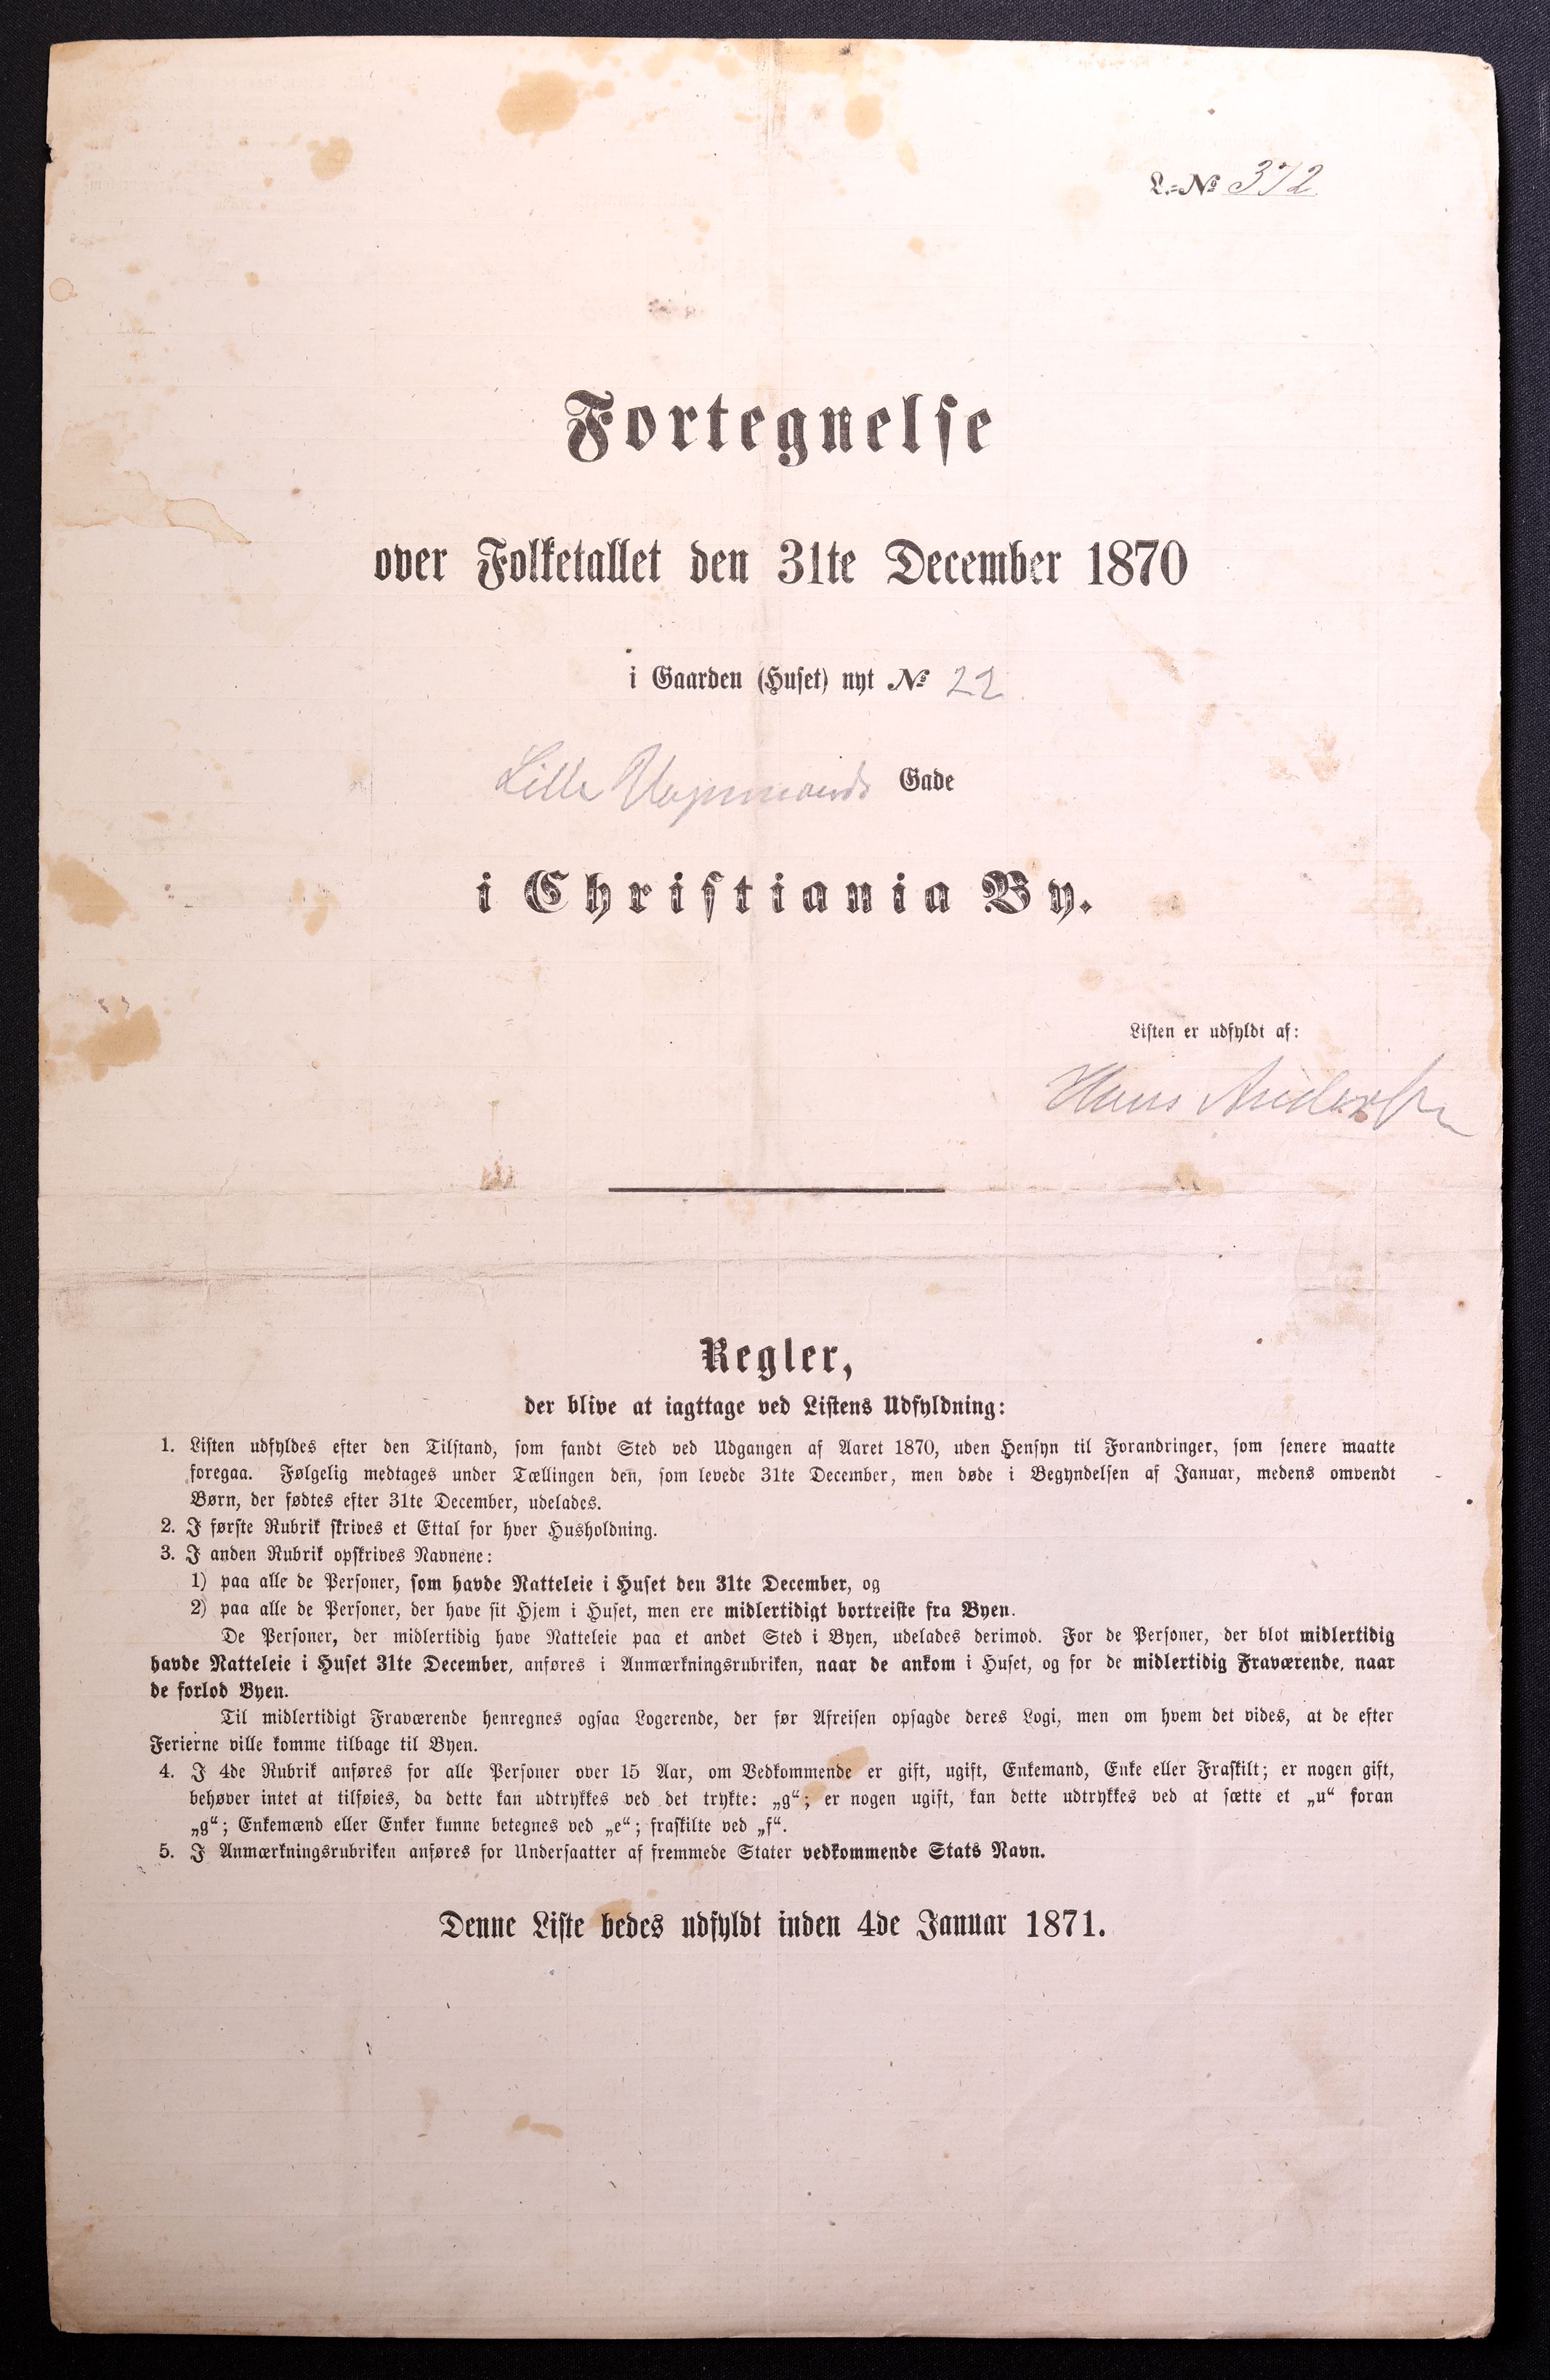 L.=No 372
Fortegnelse
over Folketallet den 31te December 1870
i Gaarden (Huset) nyt No 22
Lille Vognmands Gade
i Christiania By.
Listen er udfyldt af:
Hans Andersen
Regler,
der blive at iagttage ved Listens Udfyldning:
1. Listen udfyldes efter den Tilstand, som fandt Sted ved Udgangen af Aaret 1870, uden Hensyn til Forandringer, som senere maatte
foregaa. Følgelig medtages under Tællingen den, som levede 31te December, men døde i Begyndelsen af Januar, medens omvendt
Børn, der fødtes efter 31te December, udelades.
2. I første Rubrik skrives et Ettal for hver Husholdning.
3. I anden Rubrik opskrives Navnene:
1) paa alle de Personer, som havde Natteleie i Huset den 31te December, og
2) paa alle de Personer, der have sit Hjem i Huset, men ere midlertidigt bortreiste fra Byen.
De Personer, der midlertidig have Natteleie paa et andet Sted i Byen, udelades derimod. For de Personer, der blot midlertidig
havde Natteleie i Huset 31te December, anføres i Anmærkningsrubriken, naar de ankom i Huset, og for de midlertidig Fraværende, naar
de forlod Byen.
Til midlertidigt Fraværende henregnes ogsaa Logerende, der før Afreisen opsagde deres Logi, men om hvem det vides, at de efter
Ferierne ville komme tilbage til Byen.
4. I 4de Rubrik anføres for alle Personer over 15 Aar, om Vedkommende er gift, ugift, Enkemand, Enke eller Fraskilt; er nogen gift,
behøver intet at tilføies, da dette kan udtrykkes ved det trykte: „g“; er nogen ugift, kan dette udtrykkes ved at sætte et „u“ foran
„g“; Enkemænd eller Enker kunne betegnes ved „e“; fraskilte ved „f“.
5. I Anmærkningsrubriken anføres for Undersaatter af fremmede Stater vedkommende Stats Navn.
Denne Liste bedes udfyldt inden 4de Januar 1871.